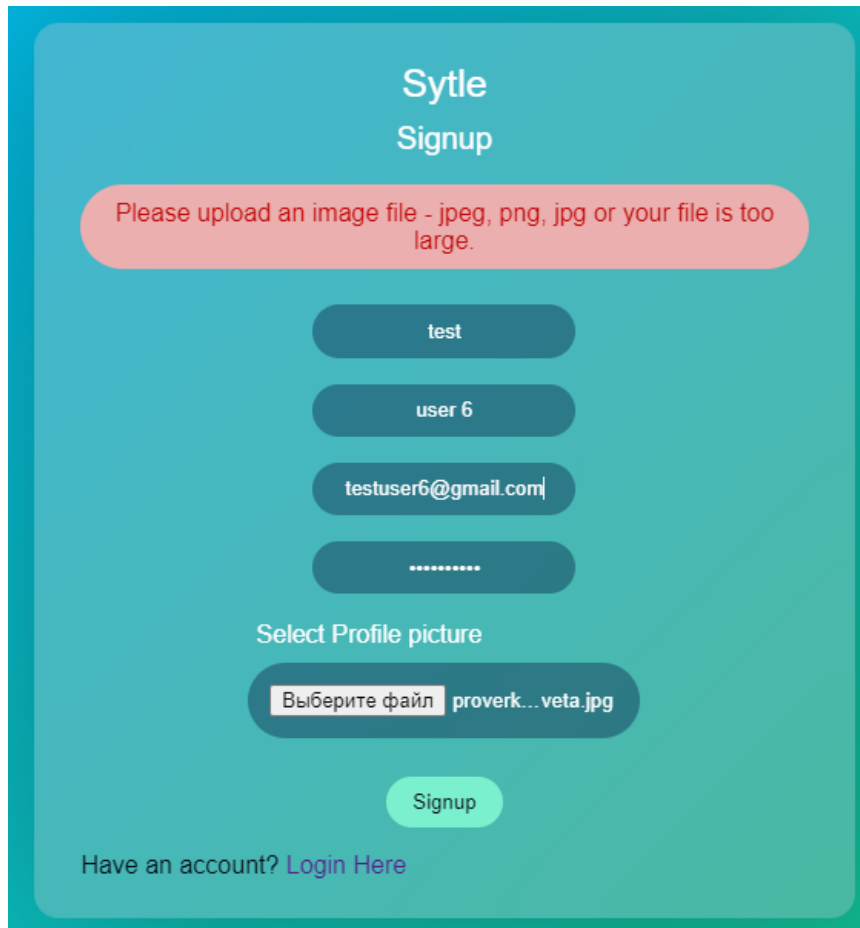 Sytle
Signup
Please upload an image file - jpeg, png, jpg or your file is too
large.
test
user 6
testuser6@gmail.com
••••••••••
Select Profile picture
Выберите файл proverk...veta.jpg
Signup
Have an account? Login Here